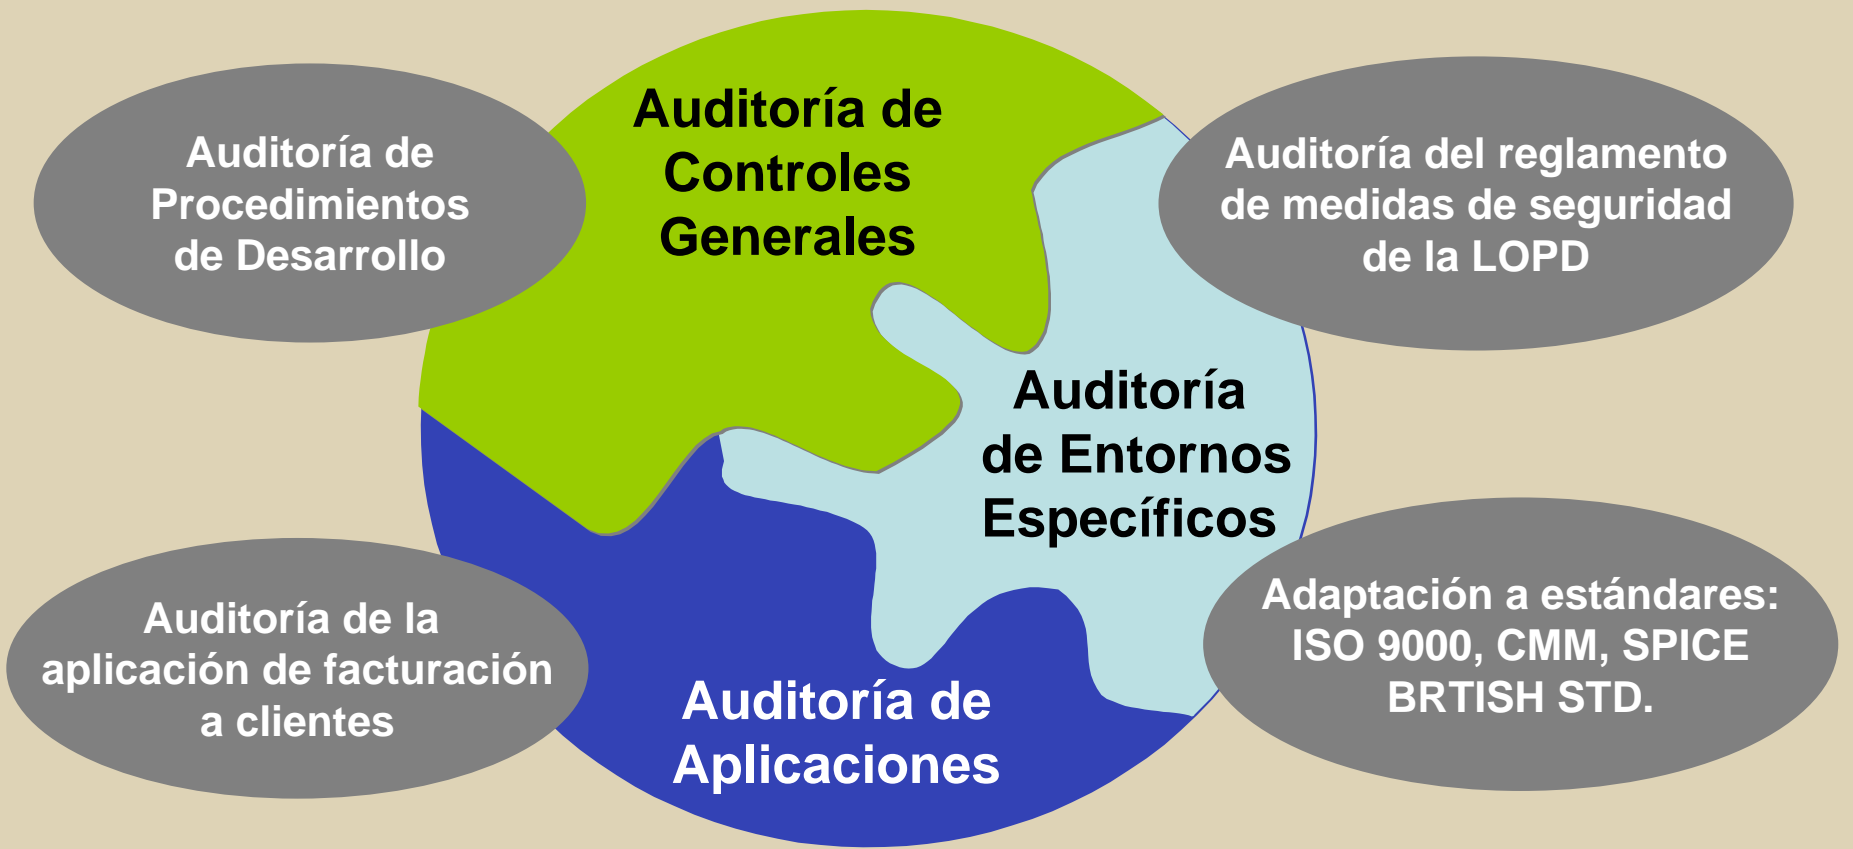 Auditoría de
Controles
Generales
Auditoría de
Procedimientos
de Desarrollo
Auditoría del reglamento
de medidas de seguridad
de la LOPD
Auditoría
de Entornos
Específicos
Auditoría de la
aplicación de facturación
a clientes
Adaptación a estándares:
ISO 9000, CMM, SPICE
BRTISH STD.
Auditoría de
Aplicaciones